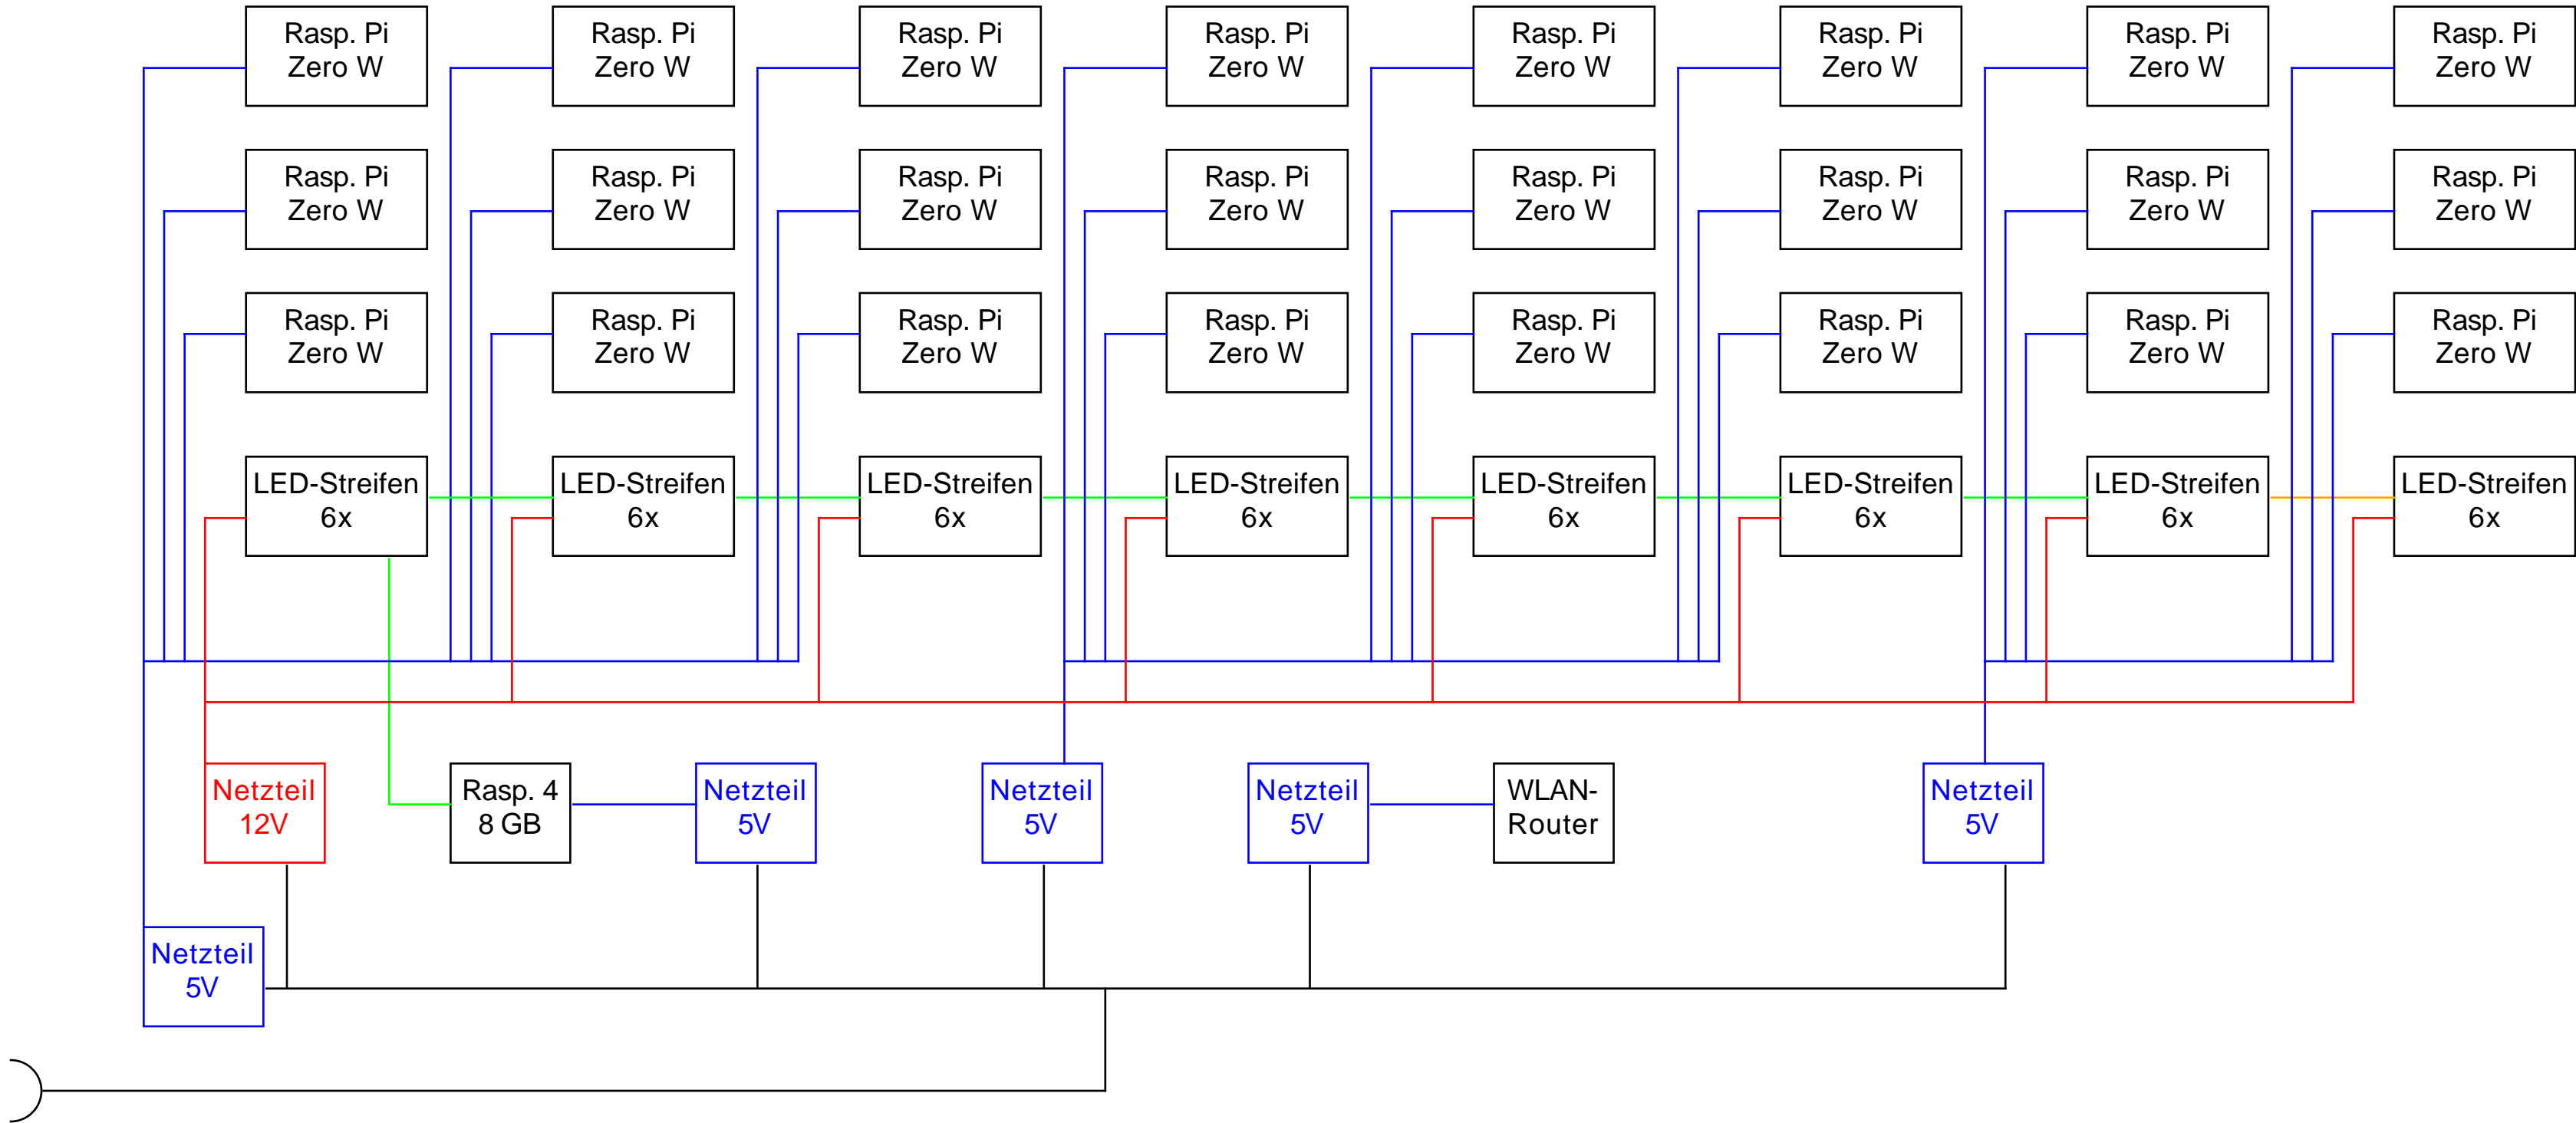 Rasp. Pi
Zero W
Rasp. Pi
Zero W
Rasp. Pi
Zero W
Rasp. Pi
Zero W
Rasp. Pi
Zero W
Rasp. Pi
Zero W
Rasp. Pi
Zero W
Rasp. Pi
Zero W
Rasp. Pi
Zero W
Rasp. Pi
Zero W
Rasp. Pi
Zero W
Rasp. Pi
Zero W
Rasp. Pi
Zero W
Rasp. Pi
Zero W
Rasp. Pi
Zero W
Rasp. Pi
Zero W
Rasp. Pi
Zero W
Rasp. Pi
Zero W
Rasp. Pi
Zero W
Rasp. Pi
Zero W
Rasp. Pi
Zero W
Rasp. Pi
Zero W
Rasp. Pi
Zero W
Rasp. Pi
Zero W
LED-Streifen
6x
LED-Streifen
6x
LED-Streifen
6x
LED-Streifen
6x
LED-Streifen
6x
LED-Streifen
6x
LED-Streifen
6x
LED-Streifen
6x
Netzteil
12V
Rasp. 4
8 GB
Netzteil
5V
Netzteil
5V
Netzteil
5V
WLAN-
Router
Netzteil
5V
Netzteil
5V